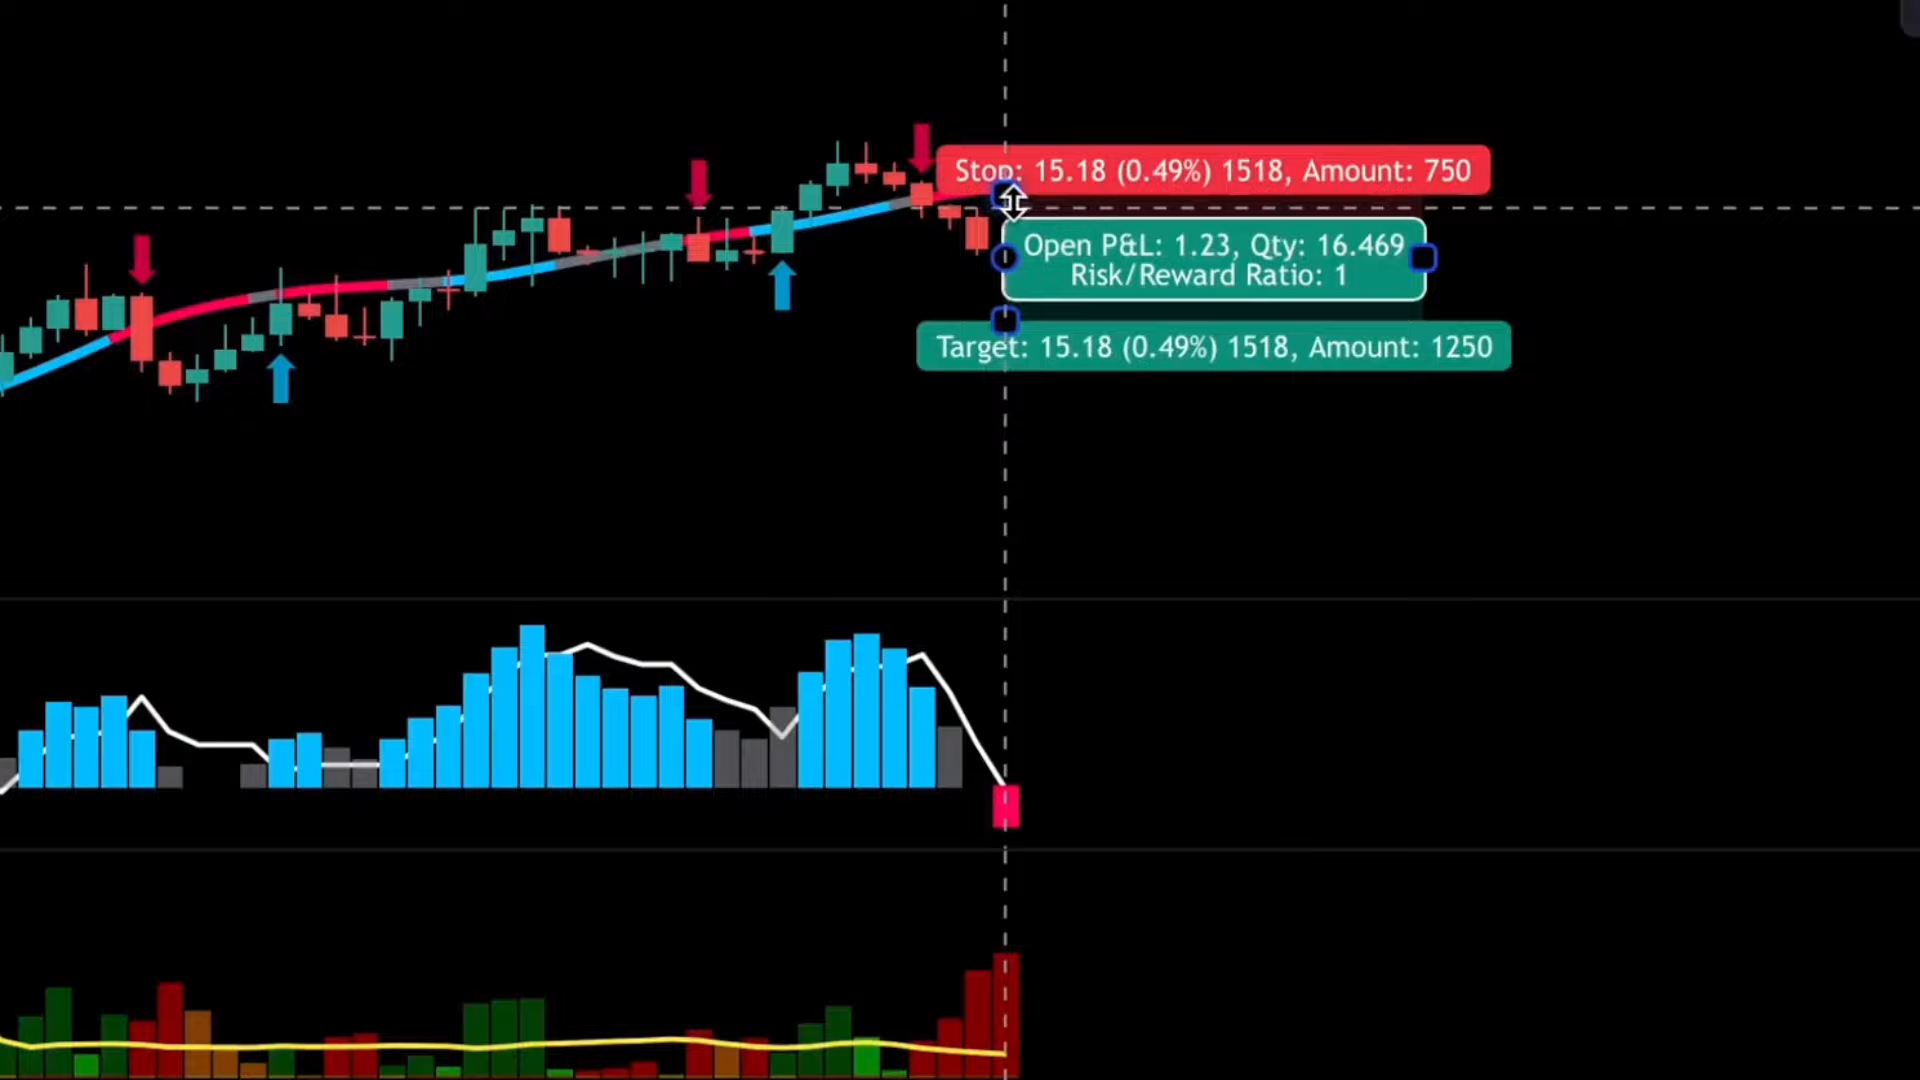 Stop: 15.18 (0.49%) 1518, Amount: 750
Open P&L: 1.23, Qty: 16.469
Risk/Reward Ratio: 1
Target: 15.18 (0.49%) 1518, Amount: 1250